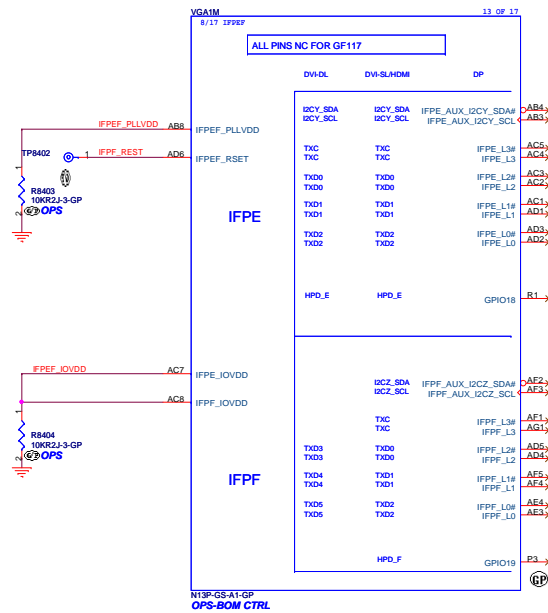 VGA1M 13 OF 17
8/17 IFPEF
ALL PINS NC FOR GF117
DVI-DL DVI-SL/HDMI DP
I2CY_SDA I2CY_SDA IFPE_AUX_I2CY_SDA# AB4
I2CY_SCL I2CY_SCL IFPE_AUX_I2CY_SCL AB3
IFPEF_PLLVDD AB8 IFPEF_PLLVDD
TXC TXC IFPE_L3# AC5
TXC TXC IFPE_L3 AC4
TP8402 1 IFPF_REST AD6 IFPEF_RSET
TXD0 TXD0 IFPE_L2# AC3
TXD0 TXD0 IFPE_L2 AC2
1
R8403
10KR2J-3-GP
OPS
2
TXD1 TXD1 IFPE_L1# AC1
TXD1 TXD1 IFPE_L1 AD1
IFPE
TXD2 TXD2 IFPE_L0# AD3
TXD2 TXD2 IFPE_L0 AD2
HPD_E HPD_E GPIO18 R1
IFPEF_IOVDD AC7 IFPE_IOVDD
AC8 IFPF_IOVDD
I2CZ_SDA IFPF_AUX_I2CZ_SDA# AF2
I2CZ_SCL IFPF_AUX_I2CZ_SCL AF3
1
R8404
10KR2J-3-GP
OPS
2
TXC IFPF_L3# AF1
TXC IFPF_L3 AG1
TXD3 TXD0 IFPF_L2# AD5
TXD3 TXD0 IFPF_L2 AD4
IFPF
TXD4 TXD1 IFPF_L1# AF5
TXD4 TXD1 IFPF_L1 AF4
TXD5 TXD2 IFPF_L0# AE4
TXD5 TXD2 IFPF_L0 AE3
HPD_F GPIO19 P3
GP
N13P-GS-A1-GP
OPS-BOM CTRL